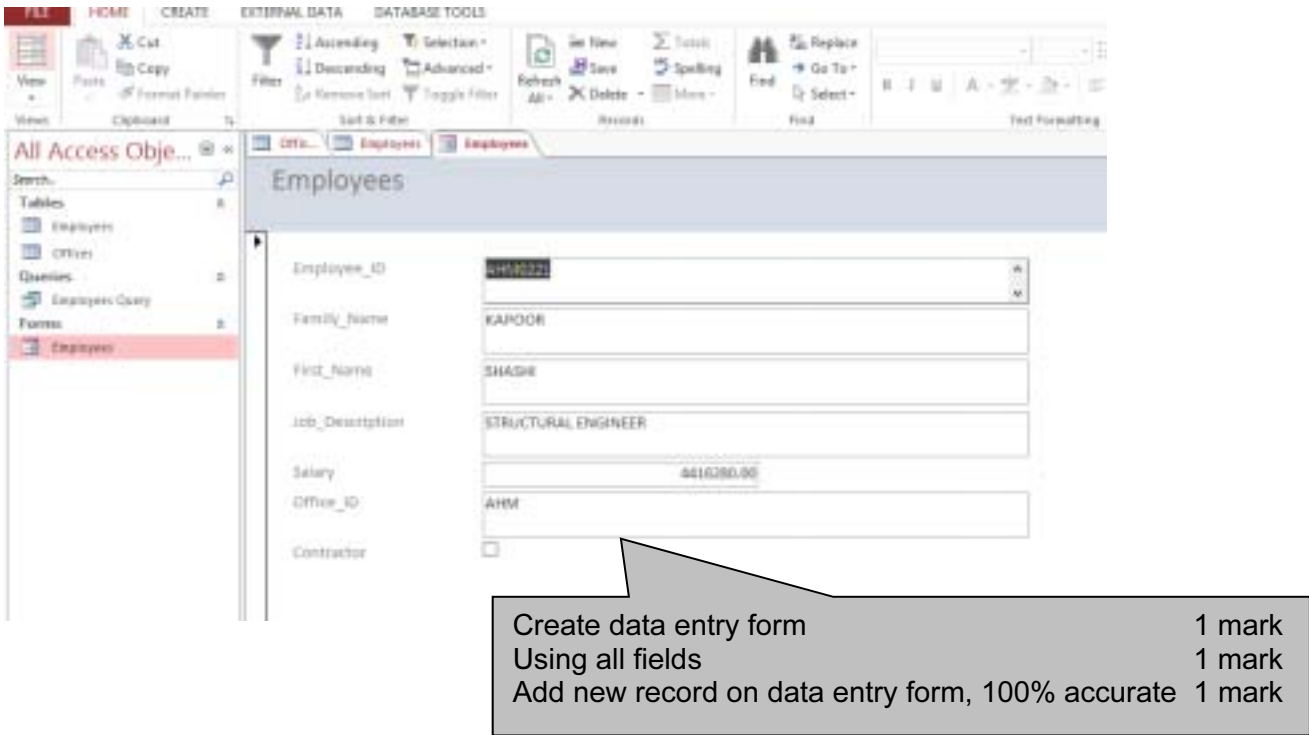 FILE HOME CREATE EXTERNAL DATA DATABASE TOOLS
Cut Ascending Selection New Totals Replace
Copy Descending Advanced Save Spelling Go To
View Paste Format Painter Filter Remove Sort Toggle Filter Refresh All Delete More Find Select B I U A
Views Clipboard Sort & Filter Records Find Text Formatting
All Access Obje...
Search..
Tables
Employees
Offices
Queries
Employees Query
Forms
Employees
Offic... Employees Employees
Employees
Employee_ID AHM0221
Family_Name KAPOOR
First_Name SHASHI
Job_Description STRUCTURAL ENGINEER
Salary 4416280.00
Office_ID AHM
Contractor
Create data entry form 1 mark
Using all fields 1 mark
Add new record on data entry form, 100% accurate 1 mark